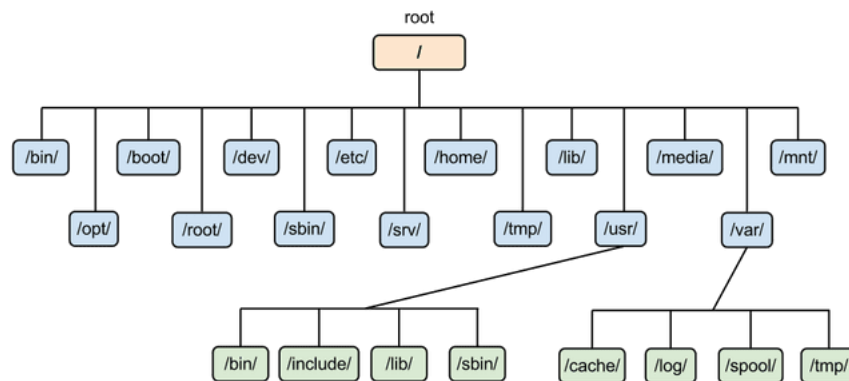 root
/
/bin/ /boot/ /dev/ /etc/ /home/ /lib/ /media/ /mnt/
/opt/ /root/ /sbin/ /srv/ /tmp/ /usr/ /var/
/bin/ /include/ /lib/ /sbin/ /cache/ /log/ /spool/ /tmp/